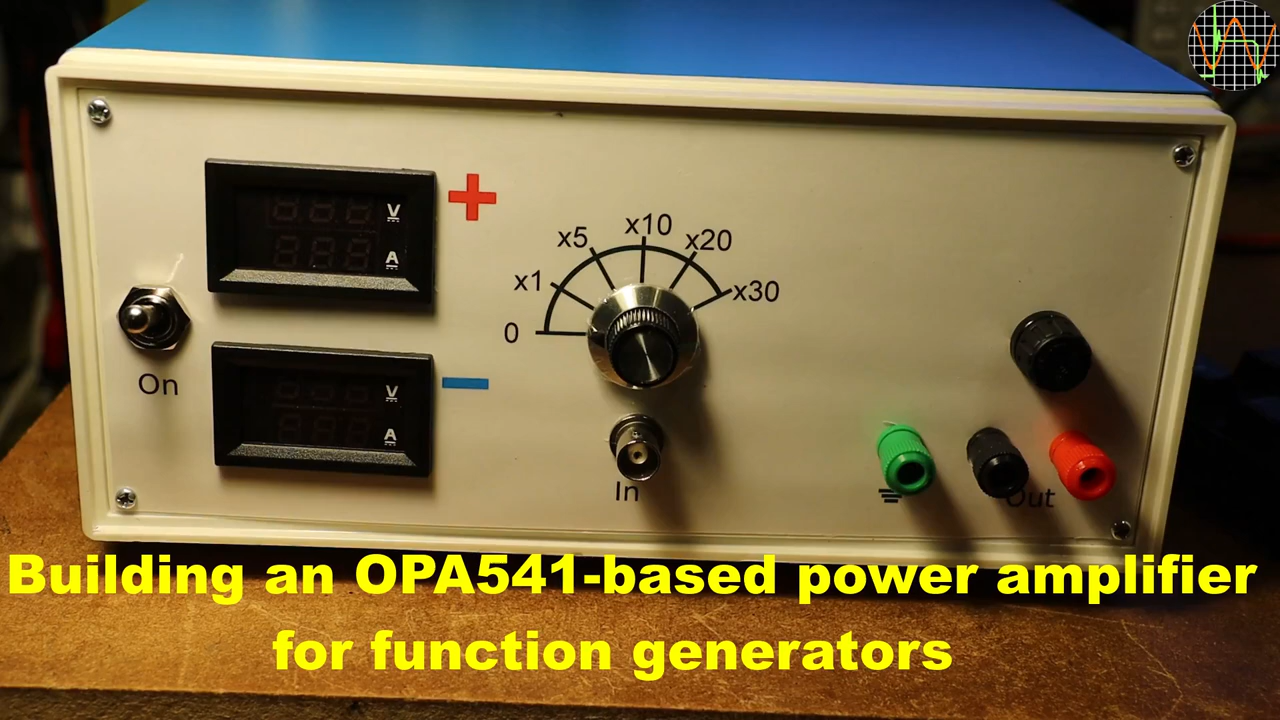 V
A
+
x1
x5
x10
x20
x30
0
On
V
A
-
In
Out
Building an OPA541-based power amplifier
for function generators